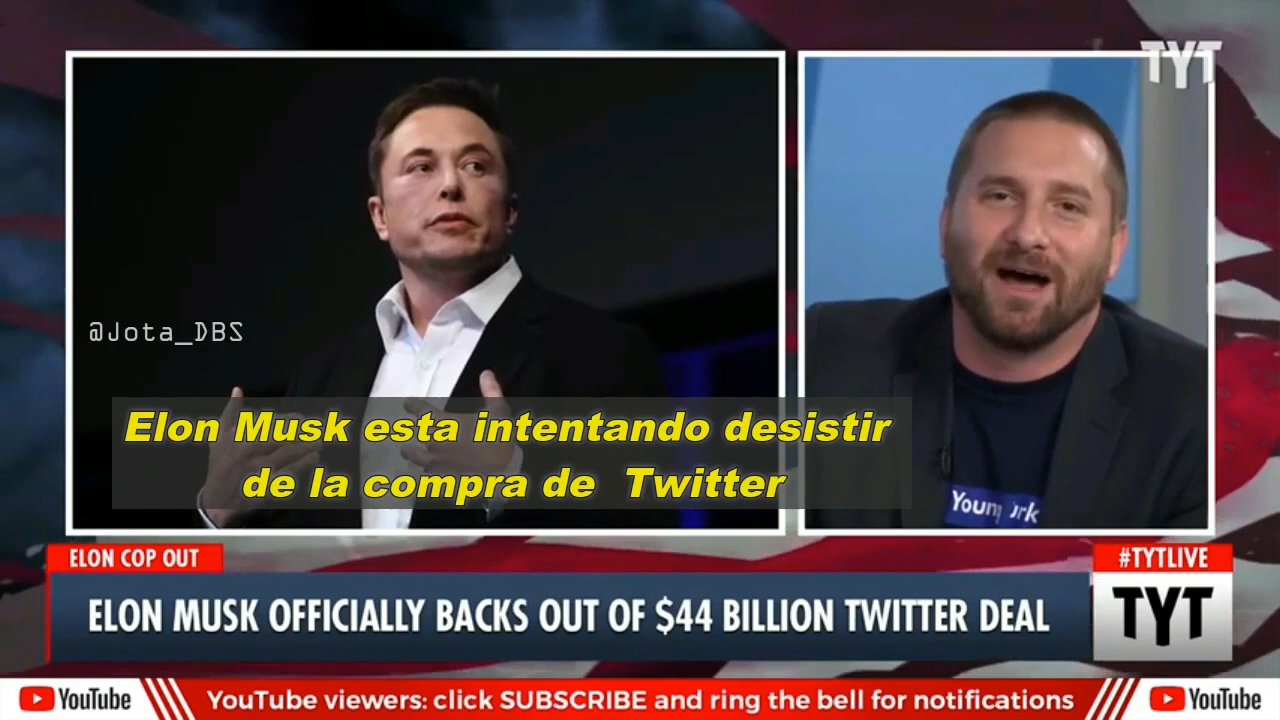 TYT
@Jota_DBS
Elon Musk esta intentando desistir
de la compra de Twitter
Young
ELON COP OUT
#TYTLIVE
ELON MUSK OFFICIALLY BACKS OUT OF $44 BILLION TWITTER DEAL
TYT
YouTube
YouTube viewers: click SUBSCRIBE and ring the bell for notifications
YouTube